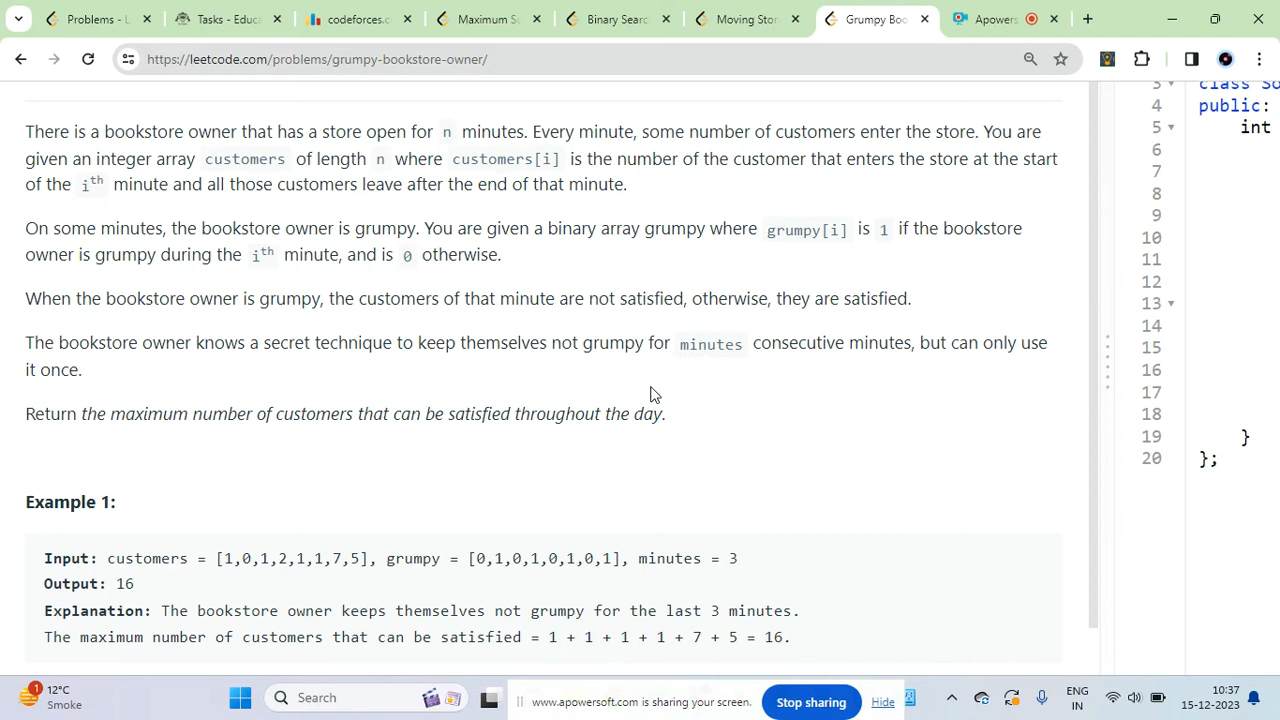 Problems - L
Tasks - Educa
codeforces.c
Maximum Su
Binary Searc
Moving Ston
Grumpy Boo
Apowers
https://leetcode.com/problems/grumpy-bookstore-owner/
There is a bookstore owner that has a store open for n minutes. Every minute, some number of customers enter the store. You are
given an integer array customers of length n where customers[i] is the number of the customer that enters the store at the start
of the ith minute and all those customers leave after the end of that minute.
On some minutes, the bookstore owner is grumpy. You are given a binary array grumpy where grumpy[i] is 1 if the bookstore
owner is grumpy during the ith minute, and is 0 otherwise.
When the bookstore owner is grumpy, the customers of that minute are not satisfied, otherwise, they are satisfied.
The bookstore owner knows a secret technique to keep themselves not grumpy for minutes consecutive minutes, but can only use
it once.
Return the maximum number of customers that can be satisfied throughout the day.
Example 1:
Input: customers = [1,0,1,2,1,1,7,5], grumpy = [0,1,0,1,0,1,0,1], minutes = 3
Output: 16
Explanation: The bookstore owner keeps themselves not grumpy for the last 3 minutes.
The maximum number of customers that can be satisfied = 1 + 1 + 1 + 1 + 7 + 5 = 16.
3 class So
4 public:
5 int
6
7
8
9
10
11
12
13
14
15
16
17
18
19 }
20 };
1
12°C
Smoke
Search
www.apowersoft.com is sharing your screen.
Stop sharing
Hide
ENG
IN
10:37
15-12-2023